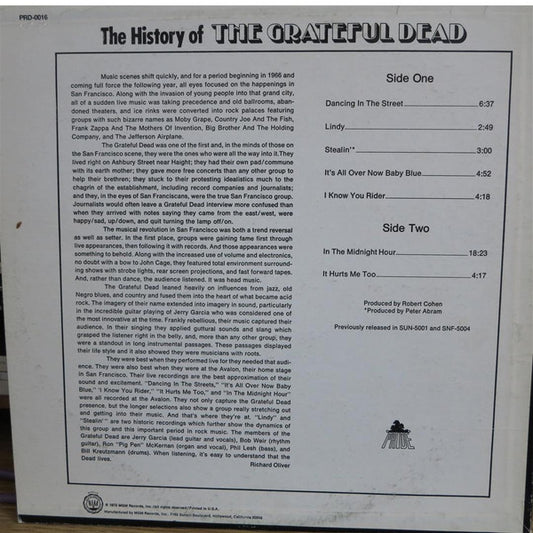 PRD-0016
The History of THE GRATEFUL DEAD
Music scenes shift quickly, and for a period beginning in 1966 and
coming full force the following year, all eyes focused on the happenings in
San Francisco. Along with the invasion of young people into that grand city,
all of a sudden live music was taking precedence and old ballrooms, aban-
doned theaters, and ice rinks were converted into rock palaces featuring
groups with such bizarre names as Moby Grape, Country Joe And The Fish,
Frank Zappa And The Mothers Of Invention, Big Brother And The Holding
Company, and The Jefferson Airplane.
The Grateful Dead was one of the first and, in the minds of those on
the San Francisco scene, they were the ones who were all the way into it. They
lived right on Ashbury Street near Haight; they had their own pad/commune
with its earth mother; they gave more free concerts than any other group to
help their brethren; they stuck to their protesting idealistics much to the
chagrin of the establishment, including record companies and journalists;
and they, in the eyes of San Franciscans, were the true San Francisco group.
Journalists would often leave a Grateful Dead interview more confused than
when they arrived with notes saying they came from the east/west, were
happy/sad, up/down, and quit turning the lamp off/on.
The musical revolution in San Francisco was both a trend reversal
as well as setter. In the first place, groups were gaining fame first through
live appearances, then following it with records. And those appearances were
something to behold. Along with the increased use of volume and electronics,
no doubt with a bow to John Cage, they featured total environment surround-
ings shows with strobe lights, rear screen projections, and fast forward tapes.
And, rather than dance, the audience listened. It was head music.
The Grateful Dead leaned heavily on influences from jazz, old
Negro blues, and country and fused them into the heart of what became acid
rock. The imagery of their name extended into imagery in sound, particularly
in the incredible guitar playing of Jerry Garcia who was considered one of
the most innovative at the time. Frankly rebellious, their music captured their
audience. In their singing they applied guttural sounds and slang which
grasped the listener right in the belly, and, more than any other group, they
were a standout in long instrumental passages. These passages displayed
their life style and it also showed they were musicians with roots.
They were best when they performed live for they needed that audi-
ence. They were also best when they were at the Avalon, their home stage
in San Francisco. Their live recordings are the best approximation of their
sound and excitement. "Dancing In The Streets," "It's All Over Now Baby
Blue," 'I Know You Rider," "It Hurts Me Too," and "In The Midnight Hour"
were all recorded at the Avalon. They not only capture the Grateful Dead
presence, but the longer selections also show a group really stretching out
and getting into their music. And that's where they're at. "Lindy" and
"Stealin'" are two historic recordings which further show the dynamics of
this group and this important period in rock music. The members of the
Grateful Dead are Jerry Garcia (lead guitar and vocals), Bob Weir (rhythm
guitar), Ron "Pig Pen" McKernan (organ and vocal), Phil Lesh (bass), and
Bill Kreutzmann (drums). When listening, it's easy to understand that the
Dead lives.
Richard Oliver
Side One
Dancing In The Street 6:37
Lindy 2:49
Stealin'* 3:00
It's All Over Now Baby Blue 4:52
I Know You Rider 4:18
Side Two
In The Midnight Hour 18:23
It Hurts Me Too 4:17
Produced by Robert Cohen
*Produced by Peter Abram
Previously released in SUN-5001 and SNF-5004
PRIDE
MGM
© 1972 MGM Records, Inc., All rights reserved/Printed in U.S.A.
Manufactured by MGM Records, Inc., 7165 Sunset Boulevard, Hollywood, California 90046